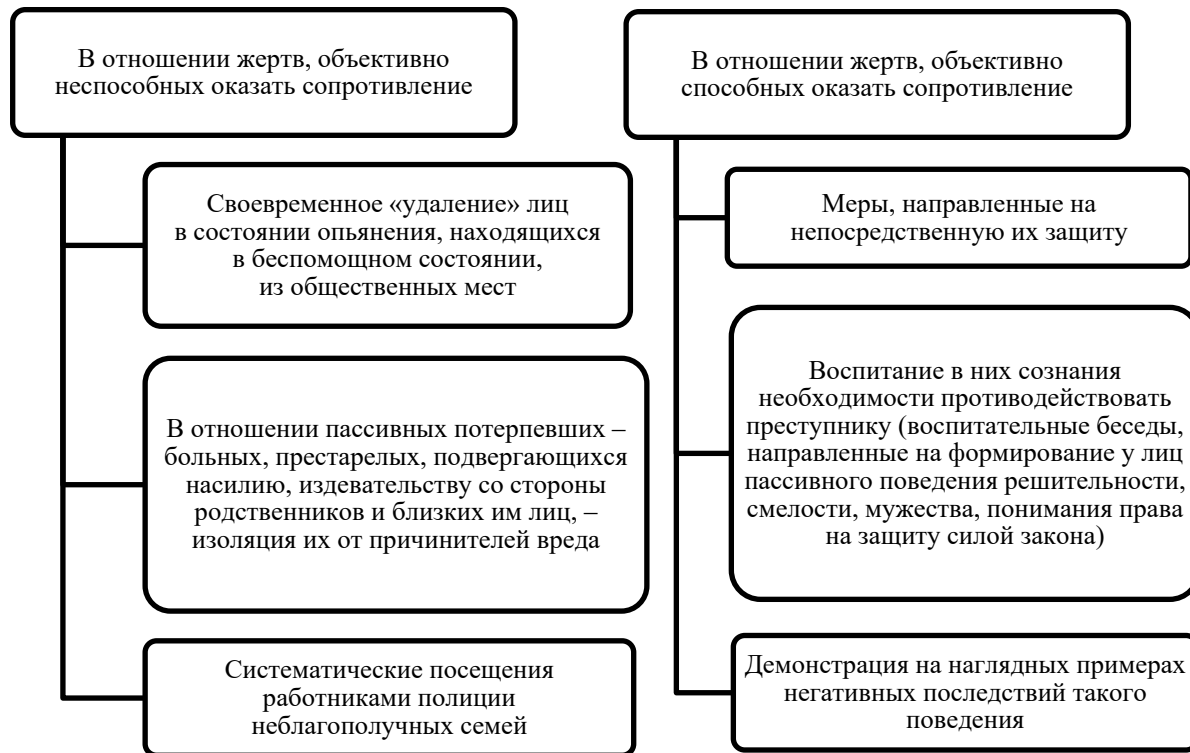 В отношении жертв, объективно
неспособных оказать сопротивление
Своевременное «удаление» лиц
в состоянии опьянения, находящихся
в беспомощном состоянии,
из общественных мест
В отношении пассивных потерпевших –
больных, престарелых, подвергающихся
насилию, издевательству со стороны
родственников и близких им лиц, –
изоляция их от причинителей вреда
Систематические посещения
работниками полиции
неблагополучных семей
В отношении жертв, объективно
способных оказать сопротивление
Меры, направленные на
непосредственную их защиту
Воспитание в них сознания
необходимости противодействовать
преступнику (воспитательные беседы,
направленные на формирование у лиц
пассивного поведения решительности,
смелости, мужества, понимания права
на защиту силой закона)
Демонстрация на наглядных примерах
негативных последствий такого
поведения